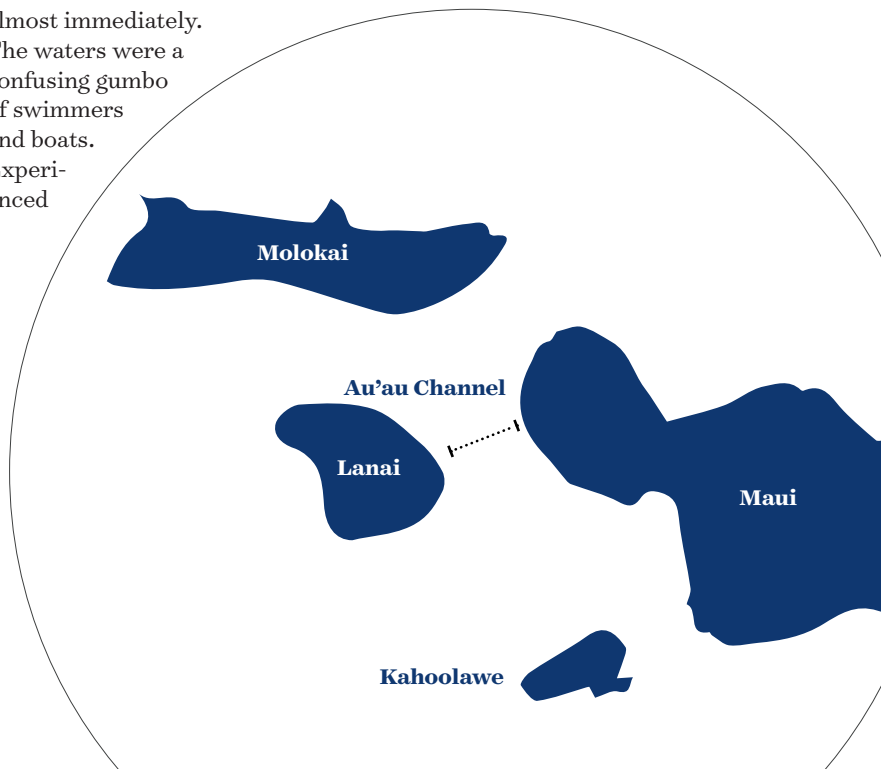 lmost immediately.
he waters were a
onfusing gumbo
f swimmers
nd boats.
xperi-
nced
Molokai
Au’au Channel
Lanai
Maui
Kahoolawe